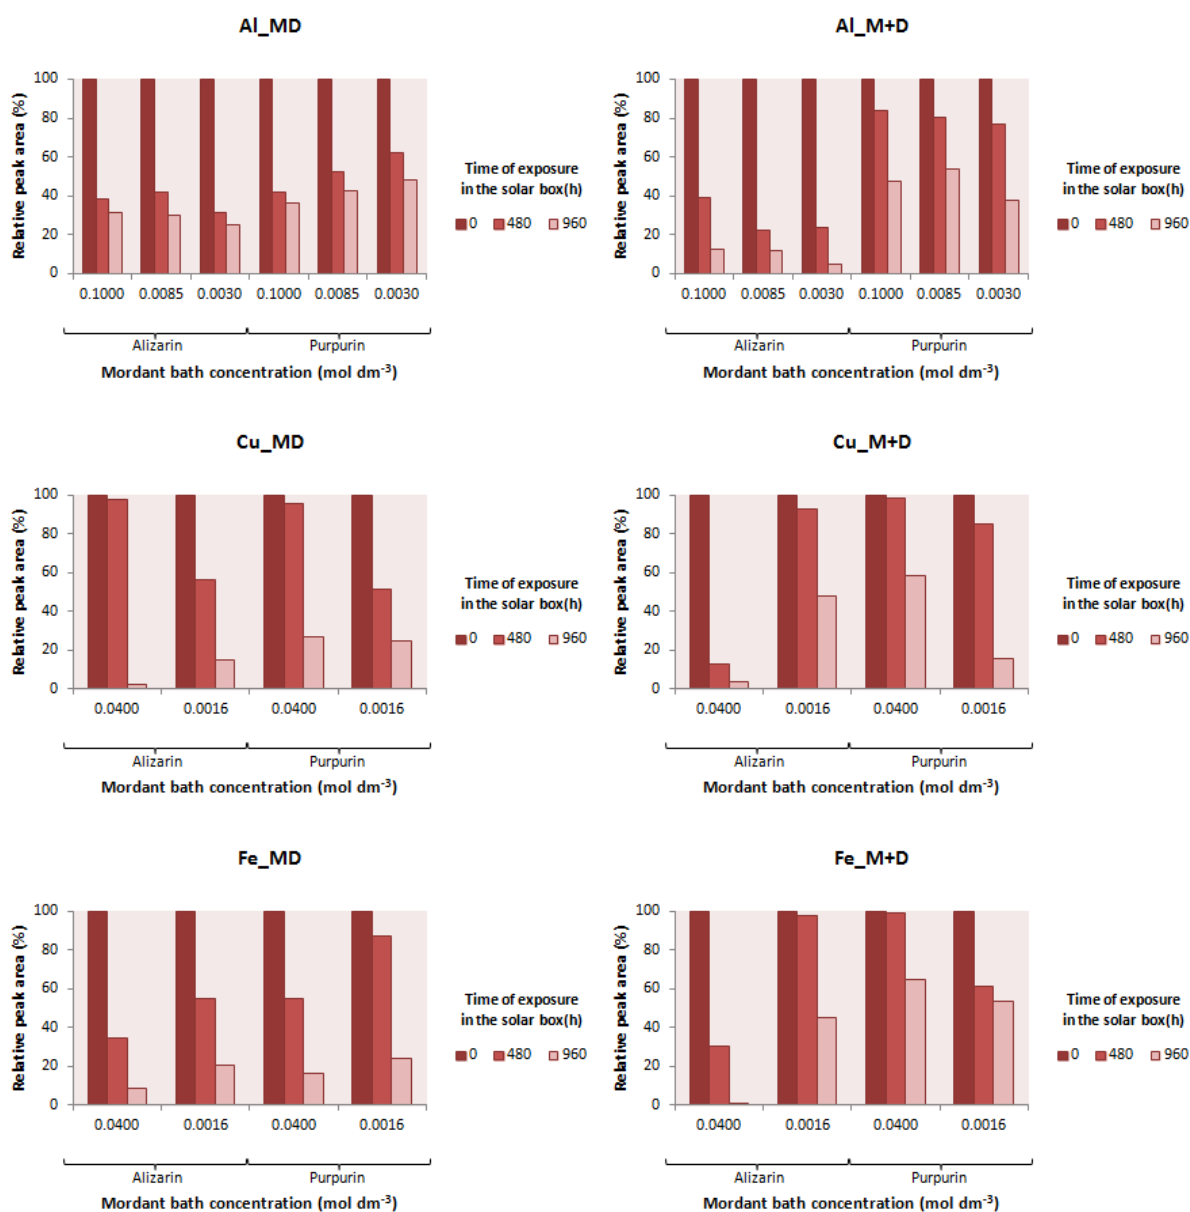 Al_MD
Relative peak area (%)
100
80
60
40
20
0
0.1000 0.0085 0.0030 0.1000 0.0085 0.0030
Alizarin Purpurin
Mordant bath concentration (mol dm-3)
Time of exposure
in the solar box(h)
0 480 960
Al_M+D
Relative peak area (%)
100
80
60
40
20
0
0.1000 0.0085 0.0030 0.1000 0.0085 0.0030
Alizarin Purpurin
Mordant bath concentration (mol dm-3)
Time of exposure
in the solar box(h)
0 480 960
Cu_MD
Relative peak area (%)
100
80
60
40
20
0
0.0400 0.0016 0.0400 0.0016
Alizarin Purpurin
Mordant bath concentration (mol dm-3)
Time of exposure
in the solar box(h)
0 480 960
Cu_M+D
Relative peak area (%)
100
80
60
40
20
0
0.0400 0.0016 0.0400 0.0016
Alizarin Purpurin
Mordant bath concentration (mol dm-3)
Time of exposure
in the solar box(h)
0 480 960
Fe_MD
Relative peak area (%)
100
80
60
40
20
0
0.0400 0.0016 0.0400 0.0016
Alizarin Purpurin
Mordant bath concentration (mol dm-3)
Time of exposure
in the solar box(h)
0 480 960
Fe_M+D
Relative peak area (%)
100
80
60
40
20
0
0.0400 0.0016 0.0400 0.0016
Alizarin Purpurin
Mordant bath concentration (mol dm-3)
Time of exposure
in the solar box(h)
0 480 960